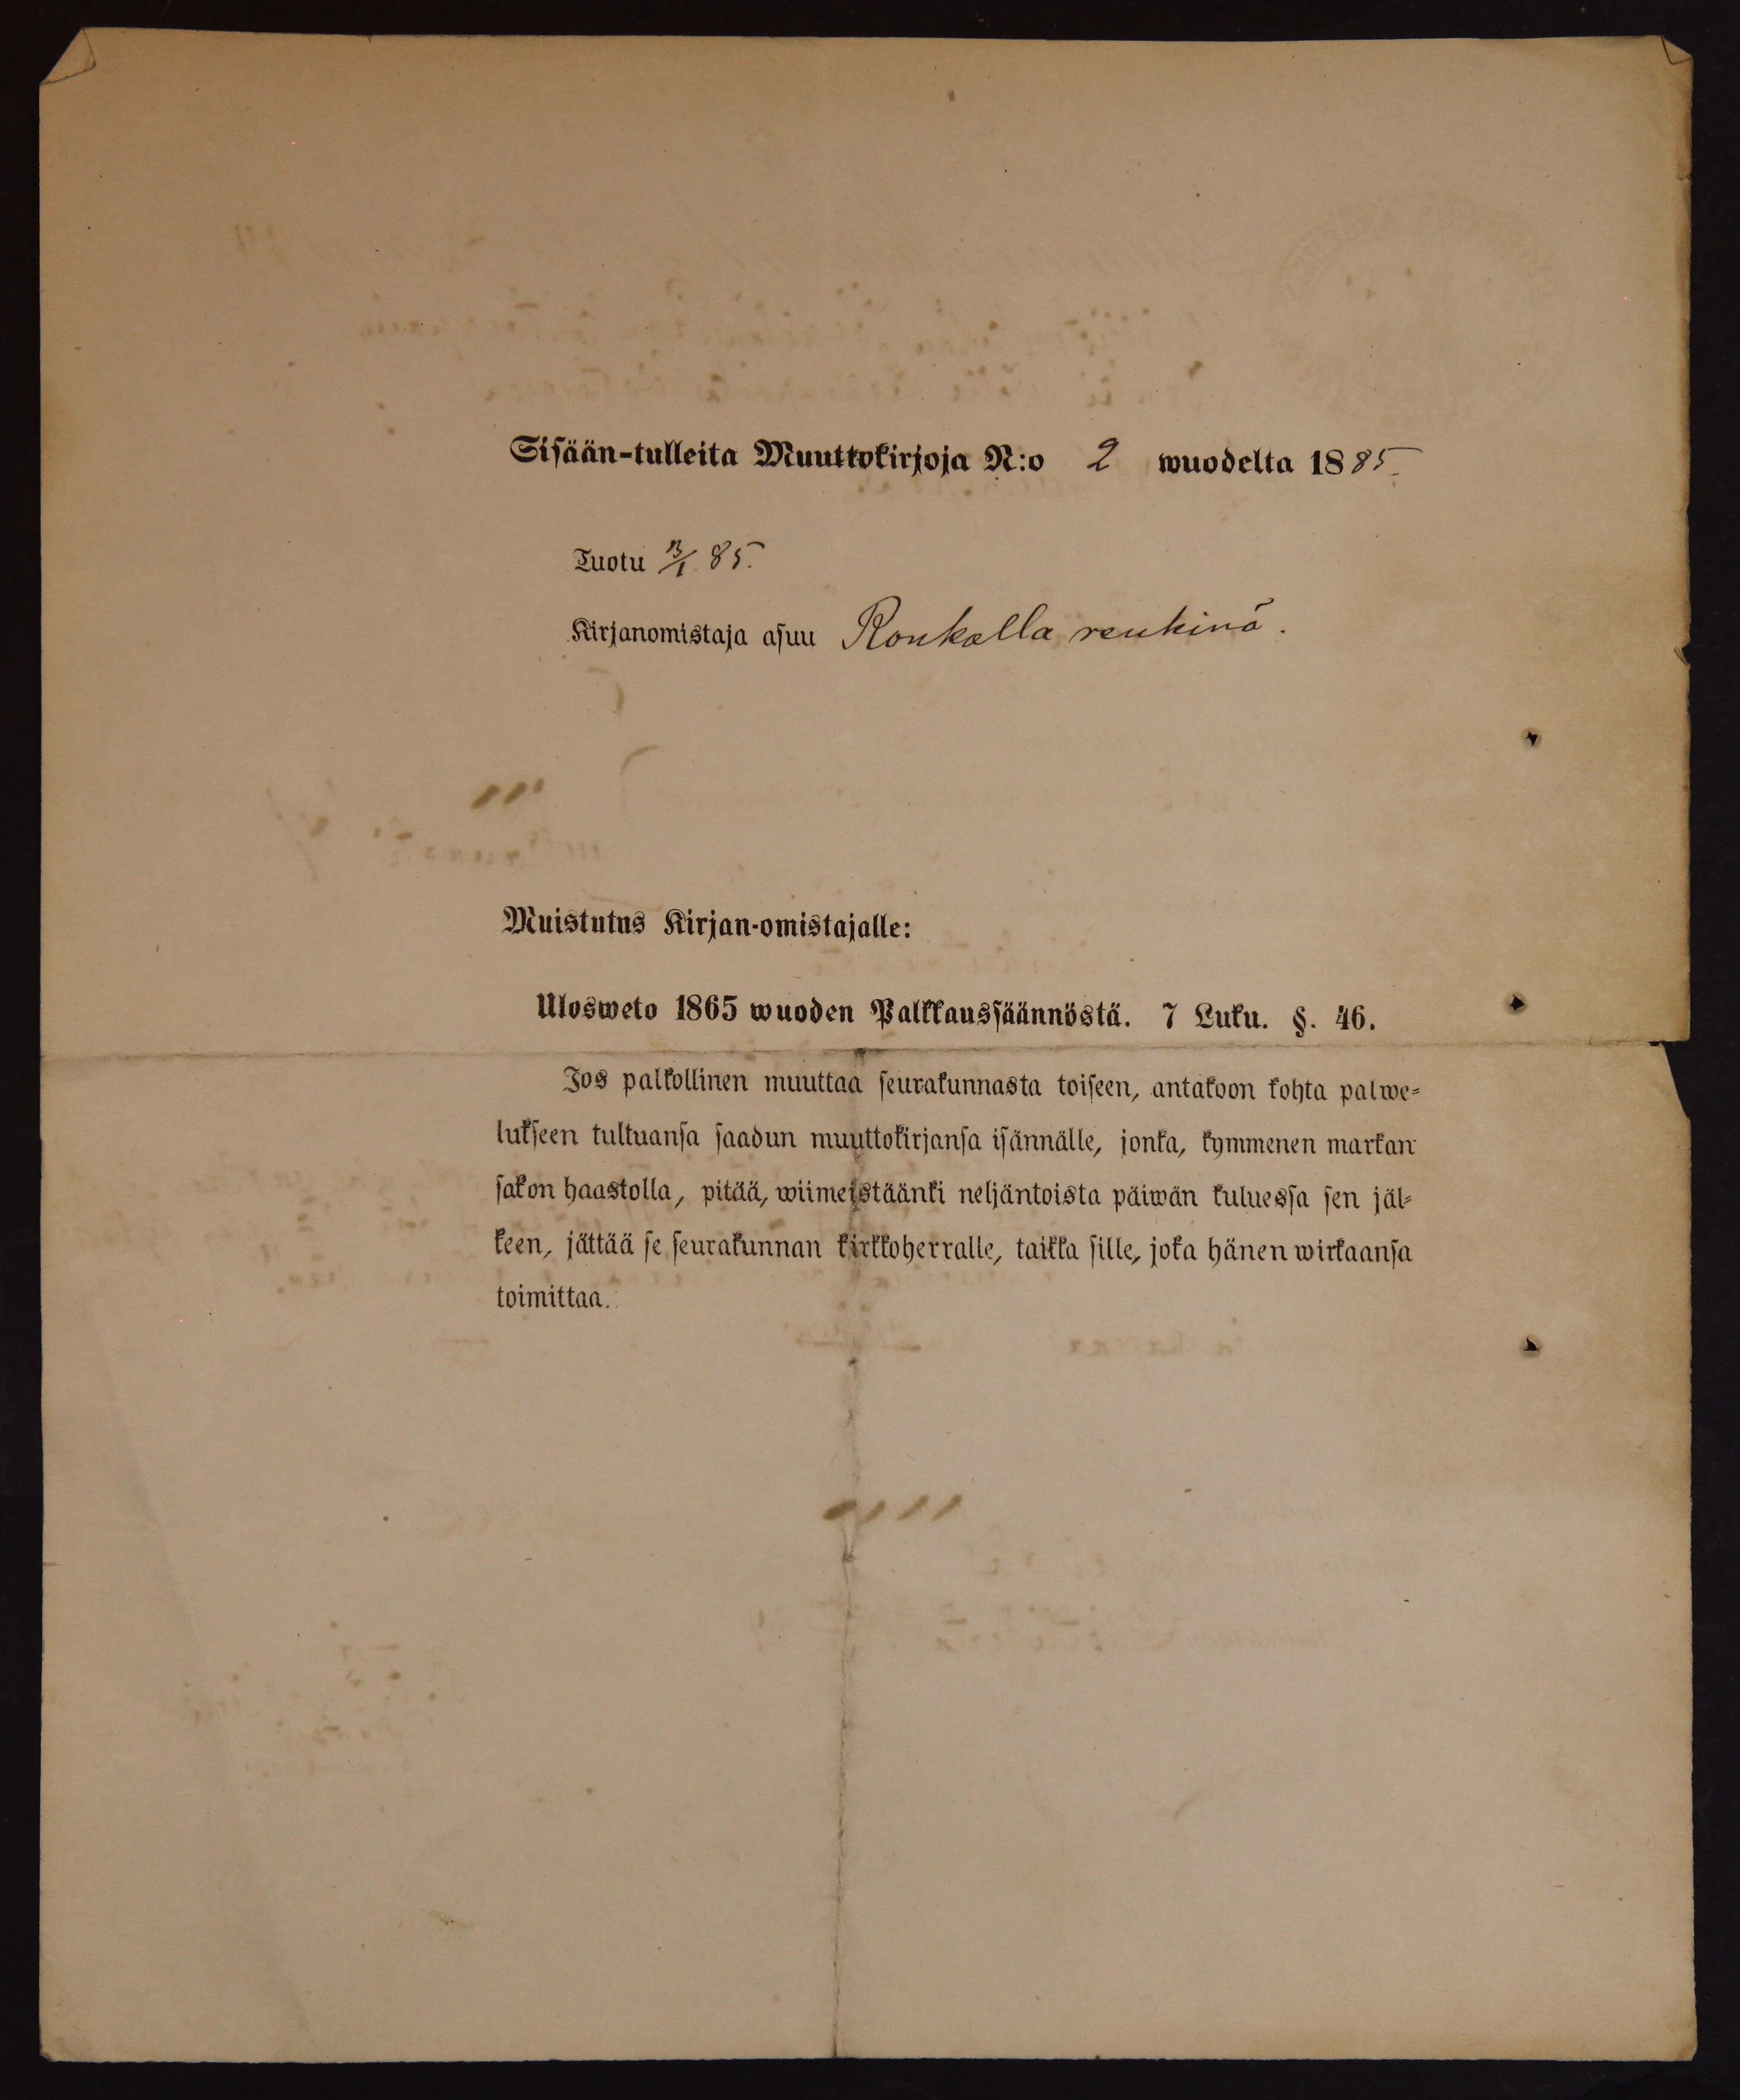 Sisään-tulleita Muuttokirjoja N:o 2 wuodelta 1885.
Tuotu 13/1 85.
Kirjanomistaja asuu Ronkalla renkinä.
Muistutus Kirjan-omistajalle:
Ulosweto 1865 wuoden Palkkaussäännöstä. 7 Luku. §. 46.
Jos palkollinen muuttaa seurakunnasta toiseen, antakoon kohta palwe-
lukseen tultuansa saadun muuttokirjansa isännälle, jonka, kymmenen markan
sakon haastolla, pitää, wiimeistäänki neljäntoista päiwän kuluessa sen jäl-
keen, jättää se seurakunnan kirkkoherralle, taikka sille, joka hänen wirkaansa
toimittaa.